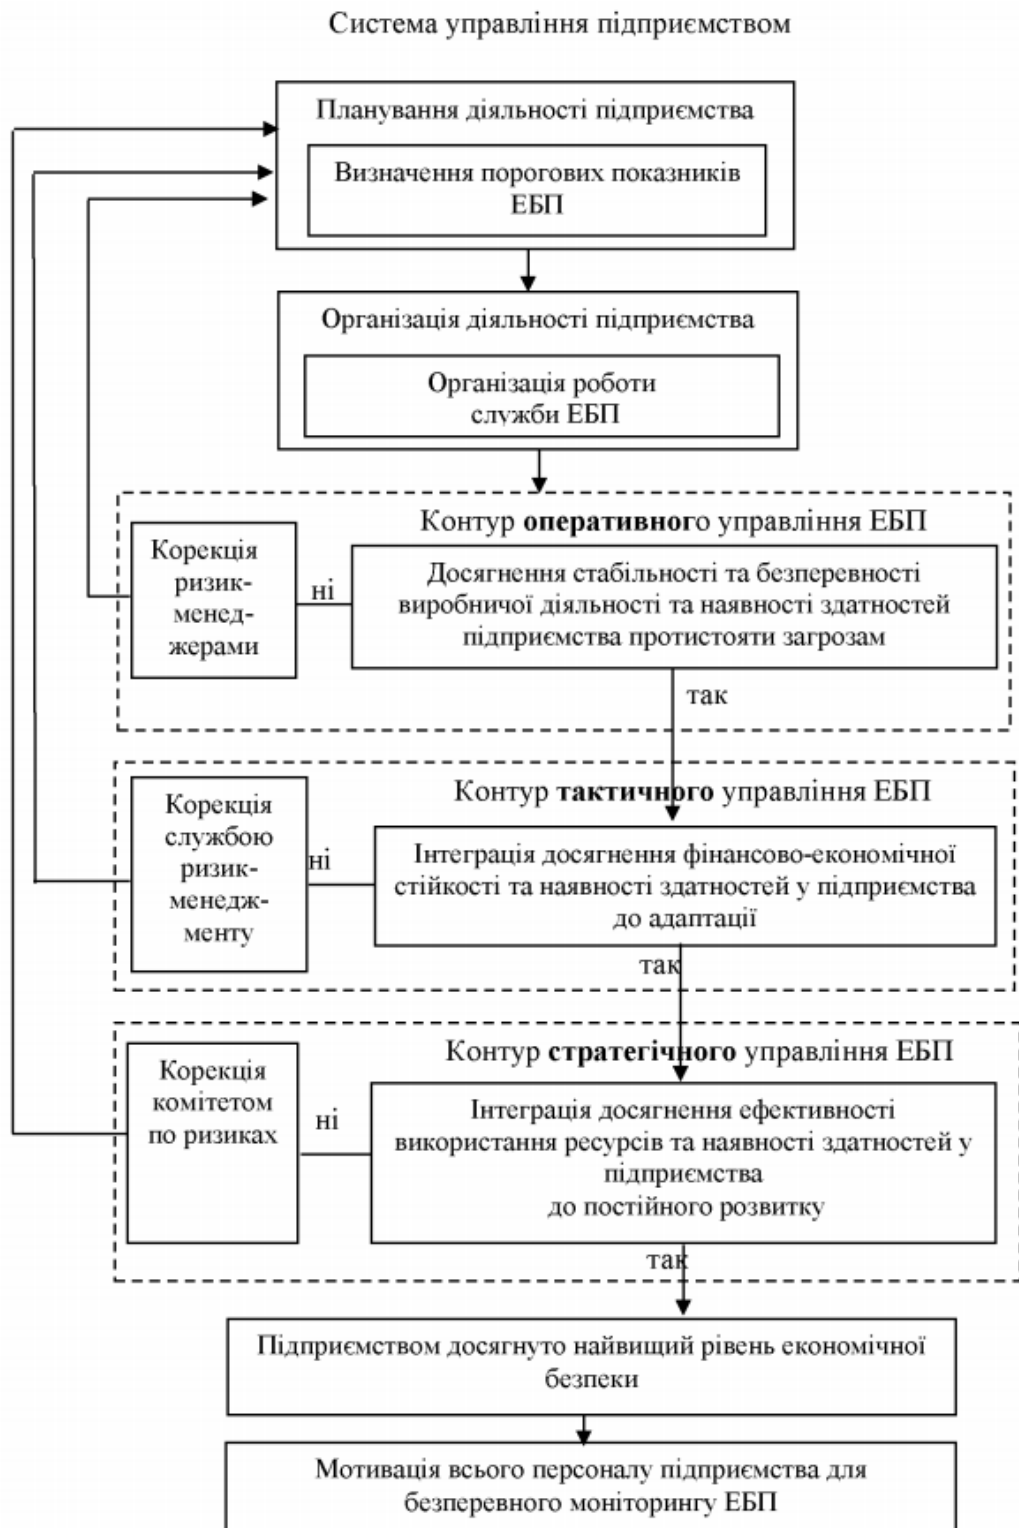 Система управління підприємством
Планування діяльності підприємства
Визначення порогових показників
ЕБП
Організація діяльності підприємства
Організація роботи
служби ЕБП
Контур оперативного управління ЕБП
Корекція
ризик-
менед-
жерами
ні
Досягнення стабільності та безперевності
виробничої діяльності та наявності здатностей
підприємства протистояти загрозам
так
Контур тактичного управління ЕБП
Корекція
службою
ризик-
менедж-
менту
ні
Інтеграція досягнення фінансово-економічної
стійкості та наявності здатностей у підприємства
до адаптації
так
Контур стратегічного управління ЕБП
Корекція
комітетом
по ризиках
ні
Інтеграція досягнення ефективності
використання ресурсів та наявності здатностей у
підприємства
до постійного розвитку
так
Підприємством досягнуто найвищий рівень економічної
безпеки
Мотивація всього персоналу підприємства для
безперевного моніторингу ЕБП